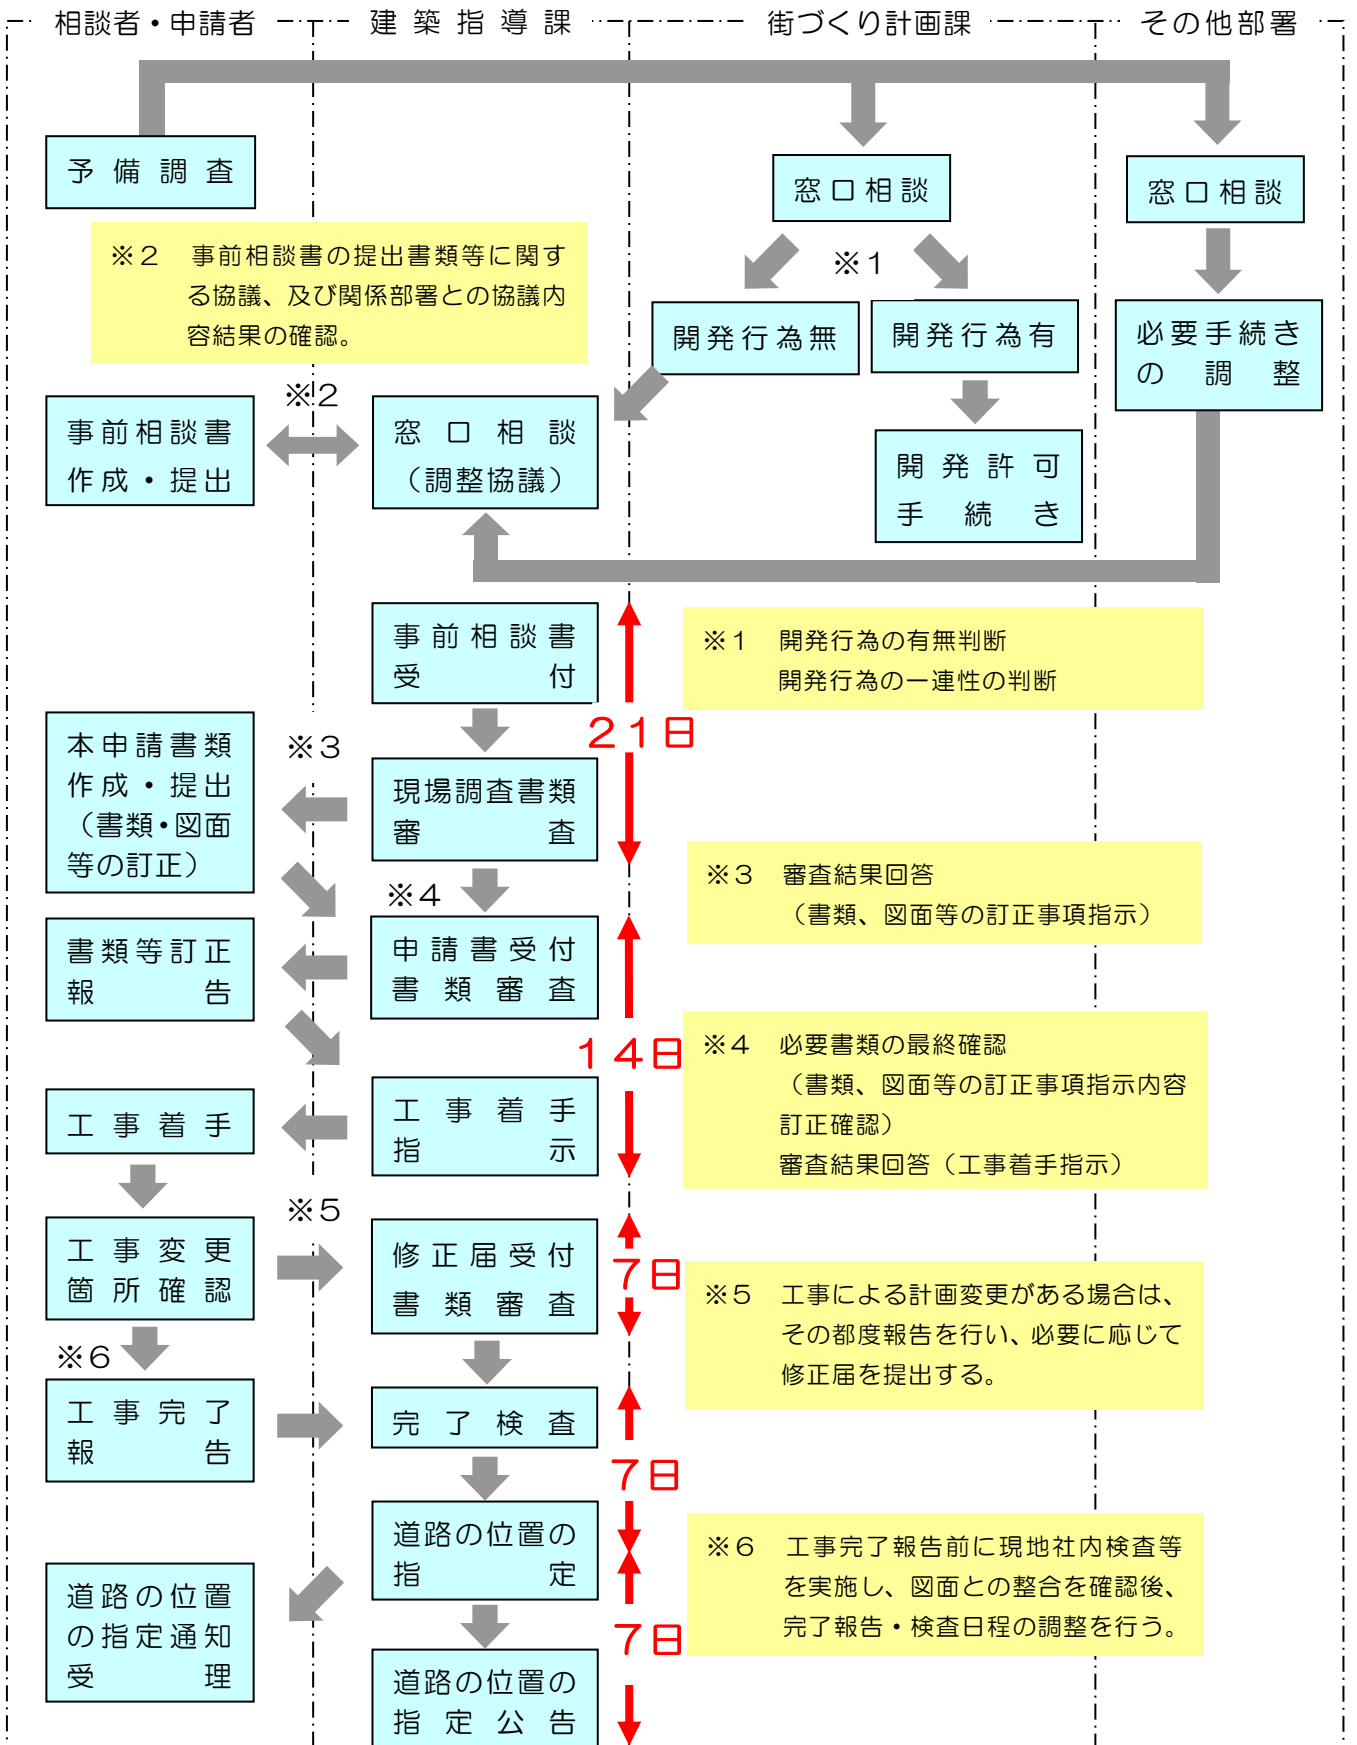 相談者・申請者
建築指導課
街づくり計画課
その他部署
予備調査
窓口相談
窓口相談
※2 事前相談書の提出書類等に関す
る協議、及び関係部署との協議内
容結果の確認。
※1
開発行為無
開発行為有
必要手続き
の調整
※2
事前相談書
作成・提出
窓口相談
（調整協議）
開発許可
手続き
事前相談書
受付
※1 開発行為の有無判断
開発行為の一連性の判断
21日
本申請書類
作成・提出
（書類・図面
等の訂正）
※3
現場調査書類
審査
※3 審査結果回答
（書類、図面等の訂正事項指示）
※4
書類等訂正
報告
申請書受付
書類審査
14日
※4 必要書類の最終確認
（書類、図面等の訂正事項指示内容
訂正確認）
審査結果回答（工事着手指示）
工事着手
工事着手
指示
※5
工事変更
箇所確認
修正届受付
書類審査
7日
※5 工事による計画変更がある場合は、
その都度報告を行い、必要に応じて
修正届を提出する。
※6
工事完了
報告
完了検査
7日
道路の位置の
指定
※6 工事完了報告前に現地社内検査等
を実施し、図面との整合を確認後、
完了報告・検査日程の調整を行う。
道路の位置
の指定通知
受理
7日
道路の位置の
指定公告